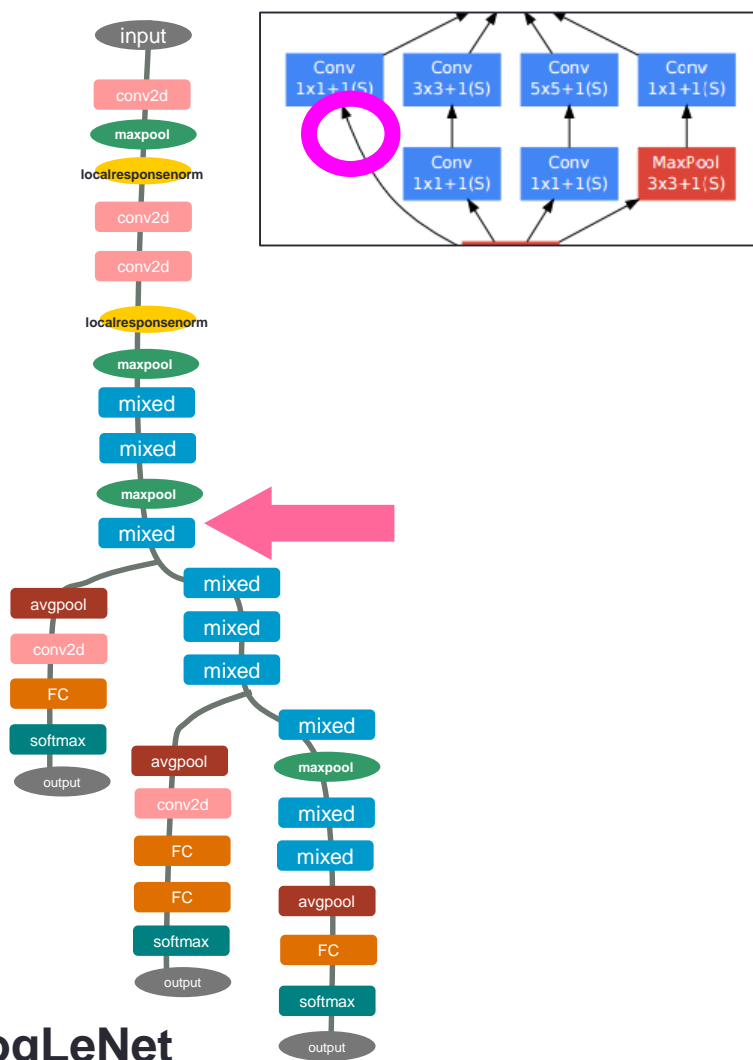 input
conv2d
maxpool
localresponsenorm
conv2d
conv2d
localresponsenorm
maxpool
mixed
mixed
maxpool
mixed
avgpool
conv2d
FC
softmax
output
mixed
mixed
mixed
avgpool
conv2d
FC
FC
softmax
output
mixed
maxpool
mixed
mixed
avgpool
FC
softmax
output
Conv
1x1+1(S)
Conv
3x3+1(S)
Conv
5x5+1(S)
Conv
1x1+1(S)
Conv
1x1+1(S)
Conv
1x1+1(S)
MaxPool
3x3+1(S)
ogLeNet